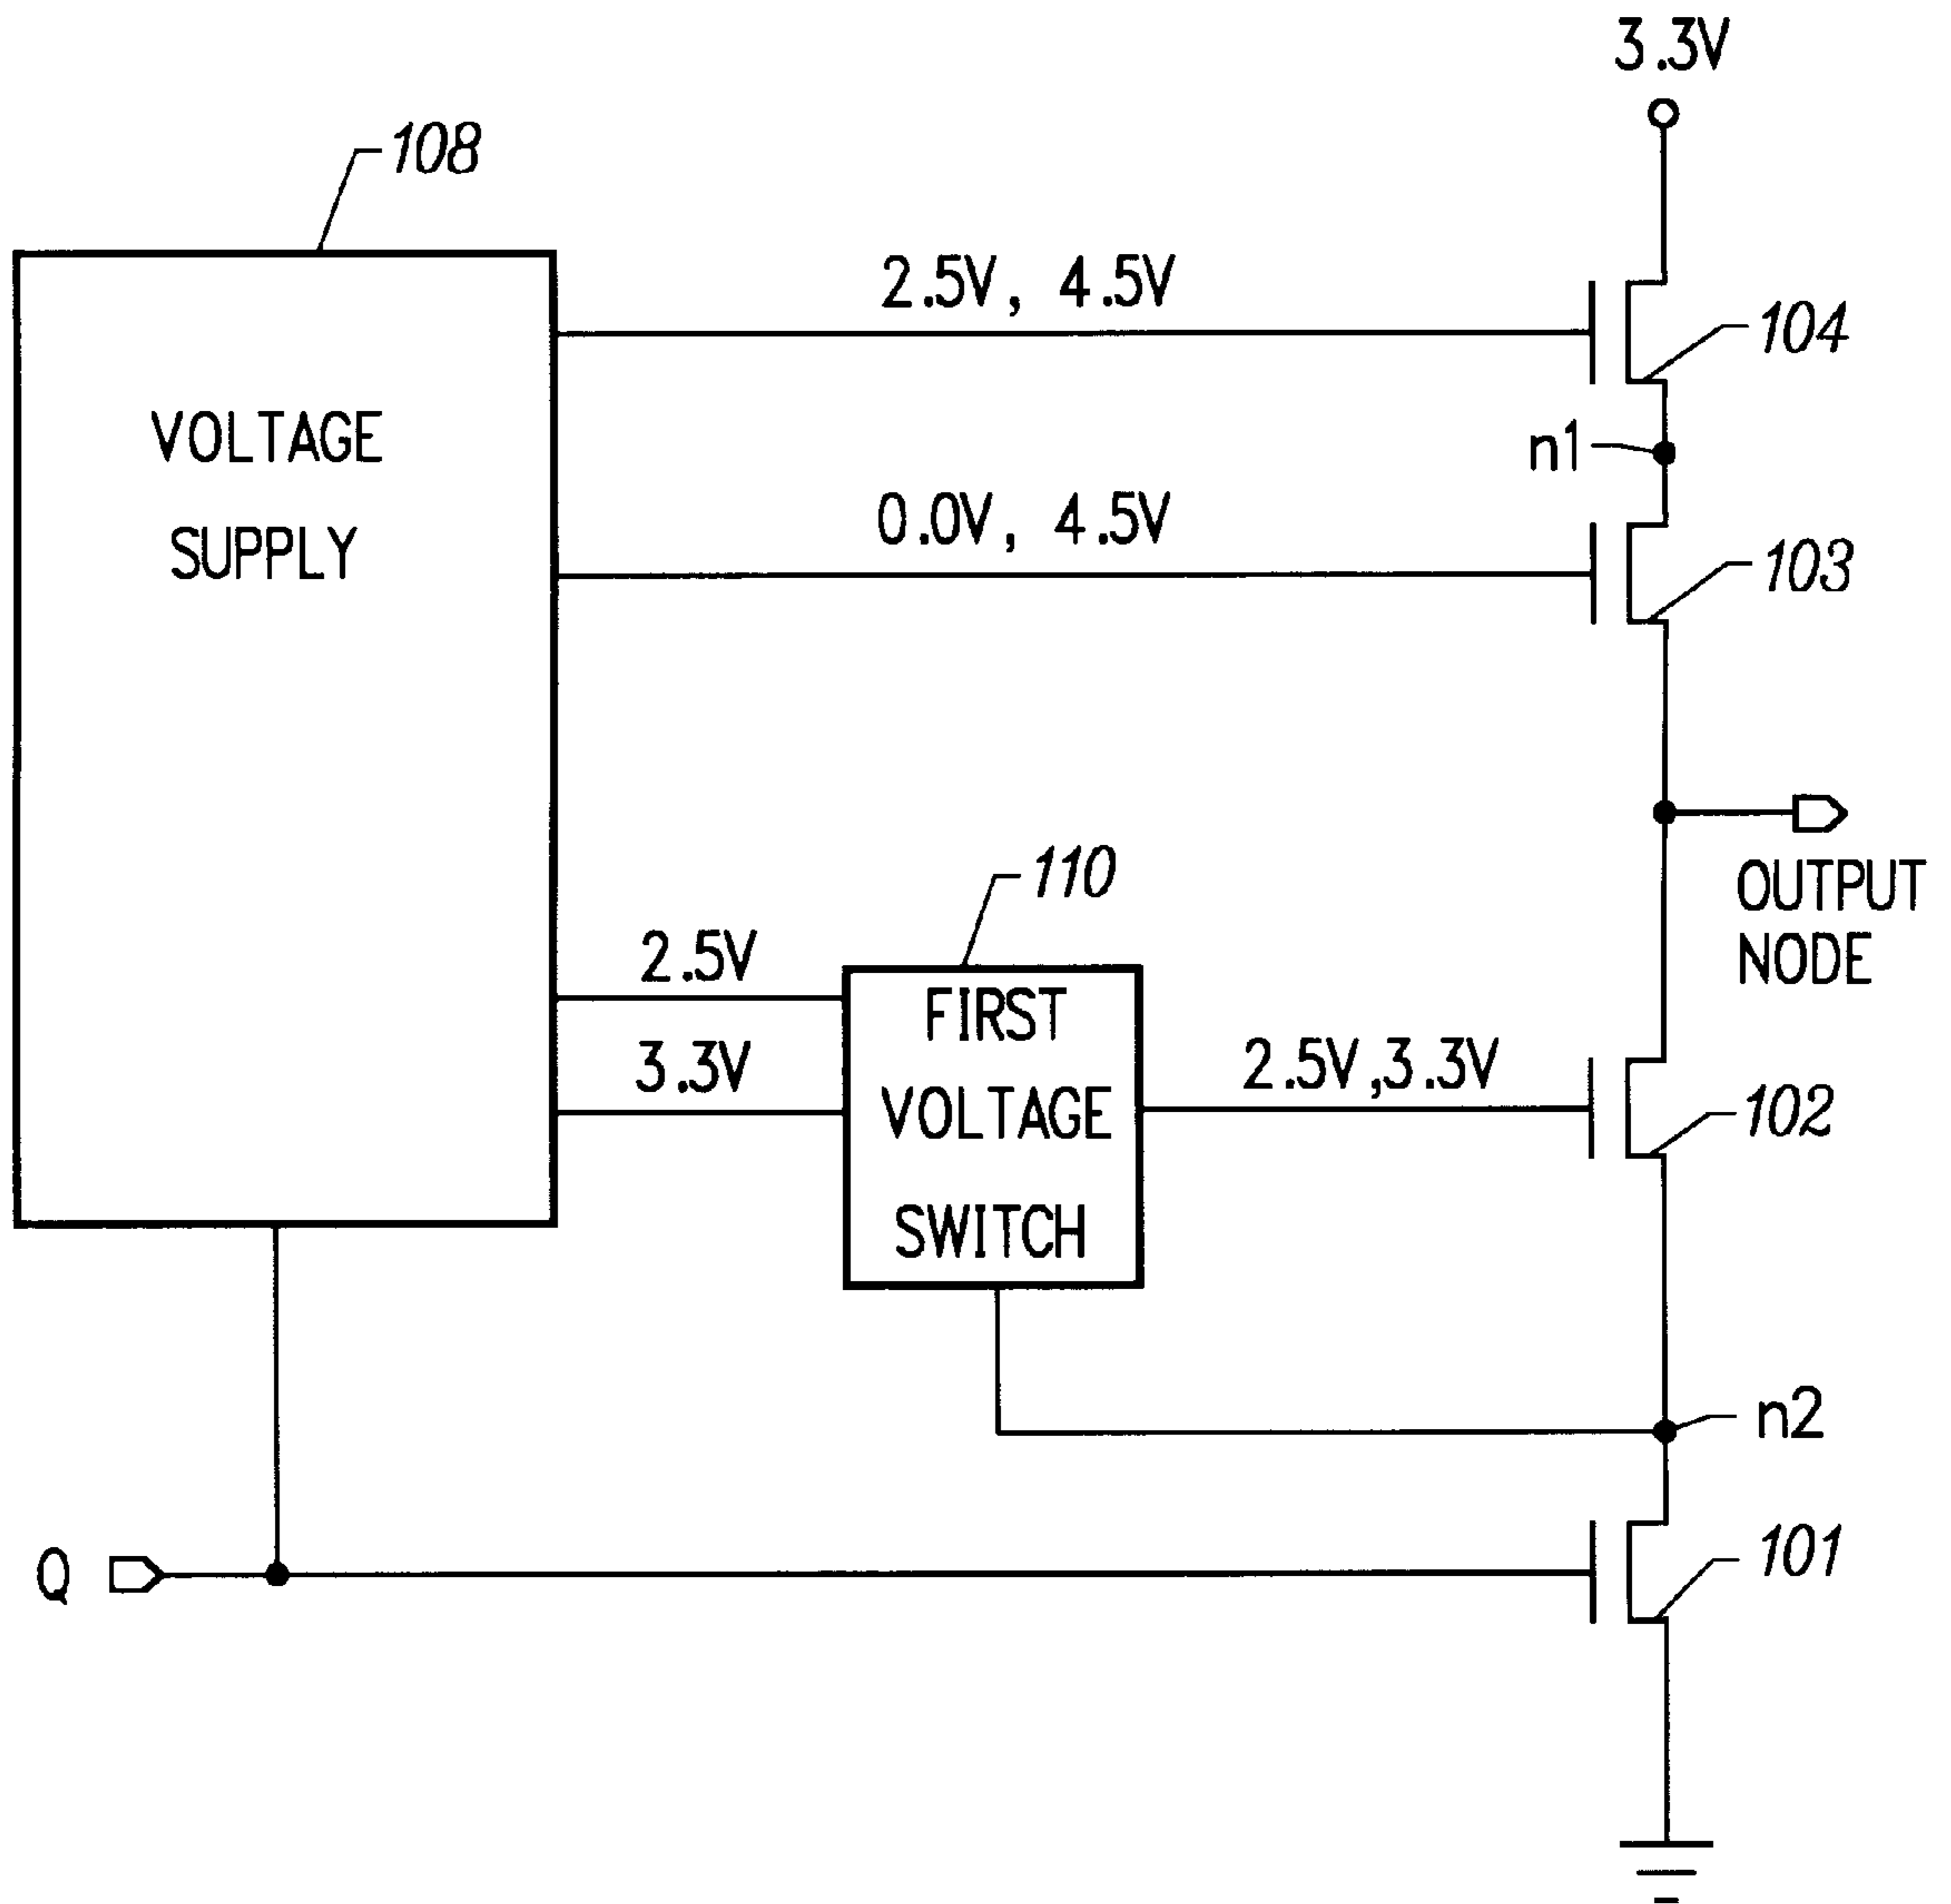 3.3V
108
2.5V, 4.5V
104
VOLTAGE
SUPPLY
n1
0.0V, 4.5V
103
OUTPUT
NODE
110
2.5V
3.3V
FIRST
VOLTAGE
SWITCH
2.5V,3.3V
102
n2
Q
101